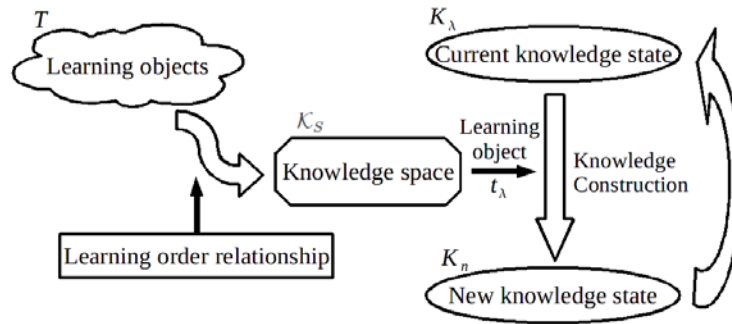 T
Learning objects
Learning order relationship
𝒦_S
Knowledge space
Learning
object
t_λ
K_λ
Current knowledge state
Knowledge
Construction
K_n
New knowledge state